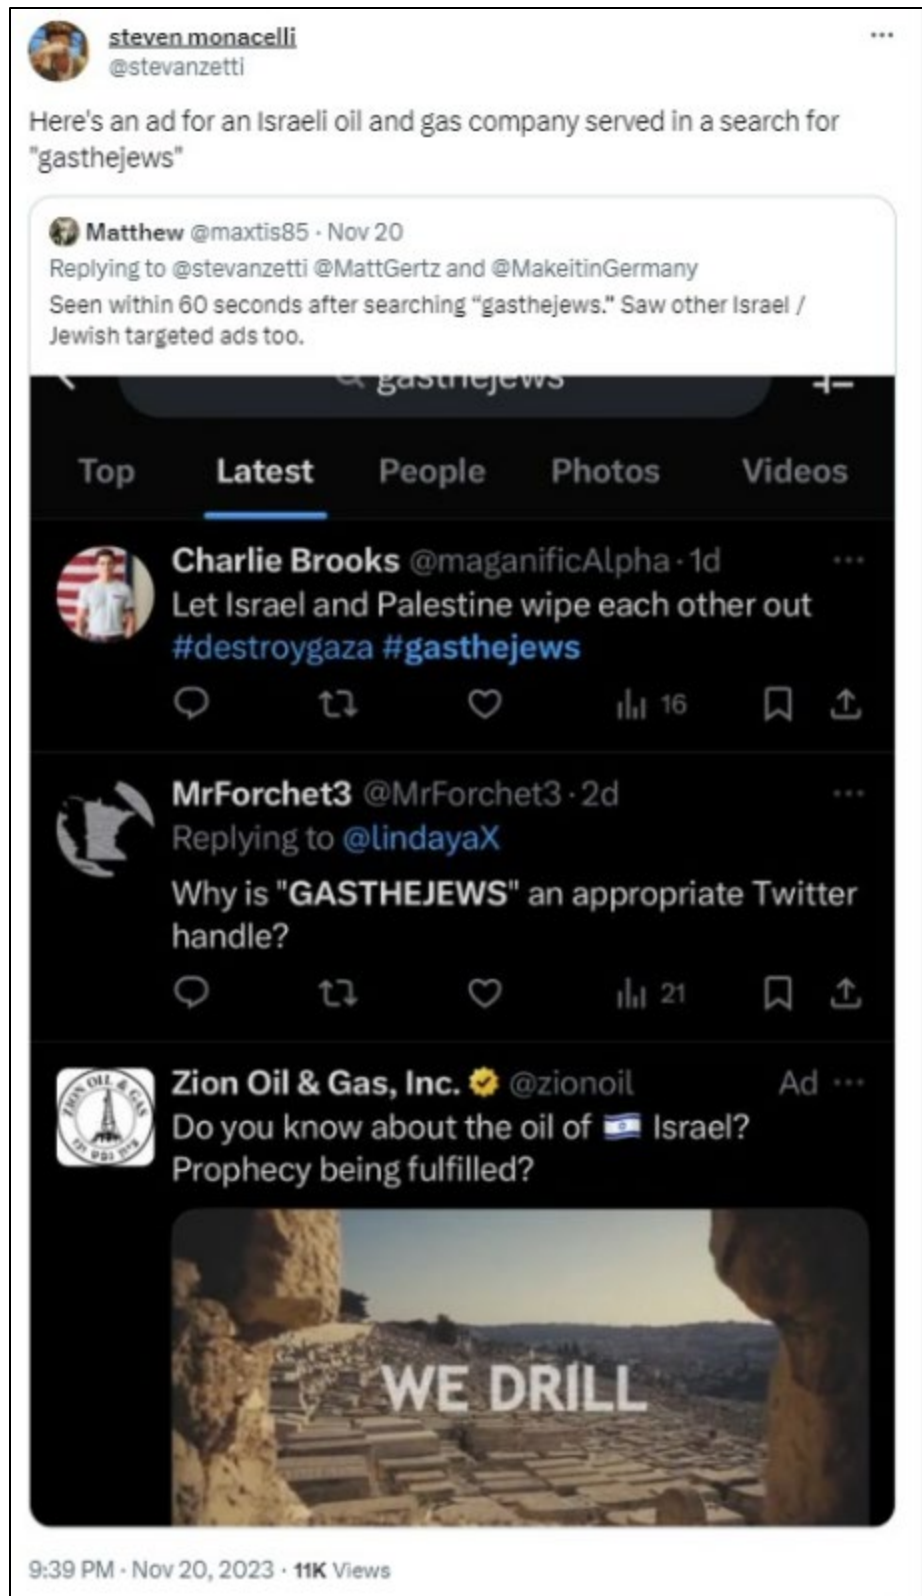 steven monacelli
@stevanzetti
Here's an ad for an Israeli oil and gas company served in a search for
"gasthejews"
Matthew @maxtis85 · Nov 20
Replying to @stevanzetti @MattGertz and @MakeitinGermany
Seen within 60 seconds after searching “gasthejews.” Saw other Israel /
Jewish targeted ads too.
gasthejews
Top Latest People Photos Videos
Charlie Brooks @maganificAlpha · 1d
Let Israel and Palestine wipe each other out
#destroygaza #gasthejews
16
MrForchet3 @MrForchet3 · 2d
Replying to @lindayaX
Why is "GASTHEJEWS" an appropriate Twitter
handle?
21
ZION OIL & GAS
Zion Oil & Gas, Inc. @zionoil Ad
Do you know about the oil of 🇮🇱 Israel?
Prophecy being fulfilled?
WE DRILL
9:39 PM · Nov 20, 2023 · 11K Views